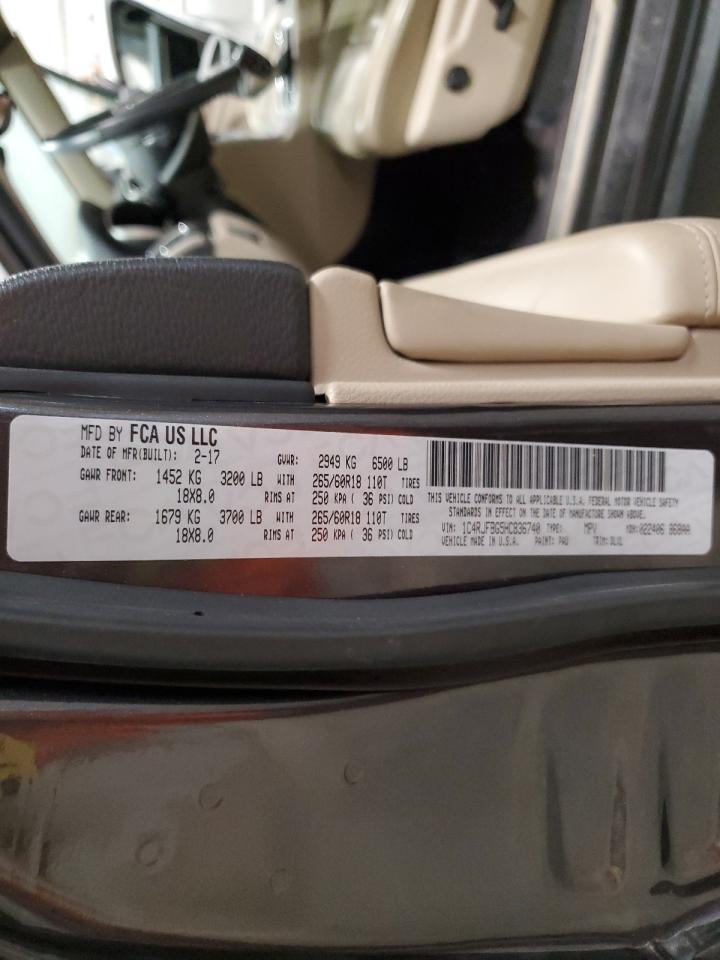 MFD BY FCA US LLC
DATE OF MFR(BUILT): 2-17 GVWR: 2949 KG 6500 LB
GAWR FRONT: 1452 KG 3200 LB WITH 265/60R18 110T TIRES
18X8.0 RIMS AT 250 KPA ( 36 PSI) COLD
GAWR REAR: 1679 KG 3700 LB WITH 265/60R18 110T TIRES
18X8.0 RIMS AT 250 KPA ( 36 PSI) COLD
THIS VEHICLE CONFORMS TO ALL APPLICABLE U.S.A. FEDERAL MOTOR VEHICLE SAFETY
STANDARDS IN EFFECT ON THE DATE OF MANUFACTURE SHOWN ABOVE.
VIN: 1C4RJFBG5HC836740 TYPE: MPV MDH:022406 868AA
VEHICLE MADE IN U.S.A. PAINT: PAU TRIM: